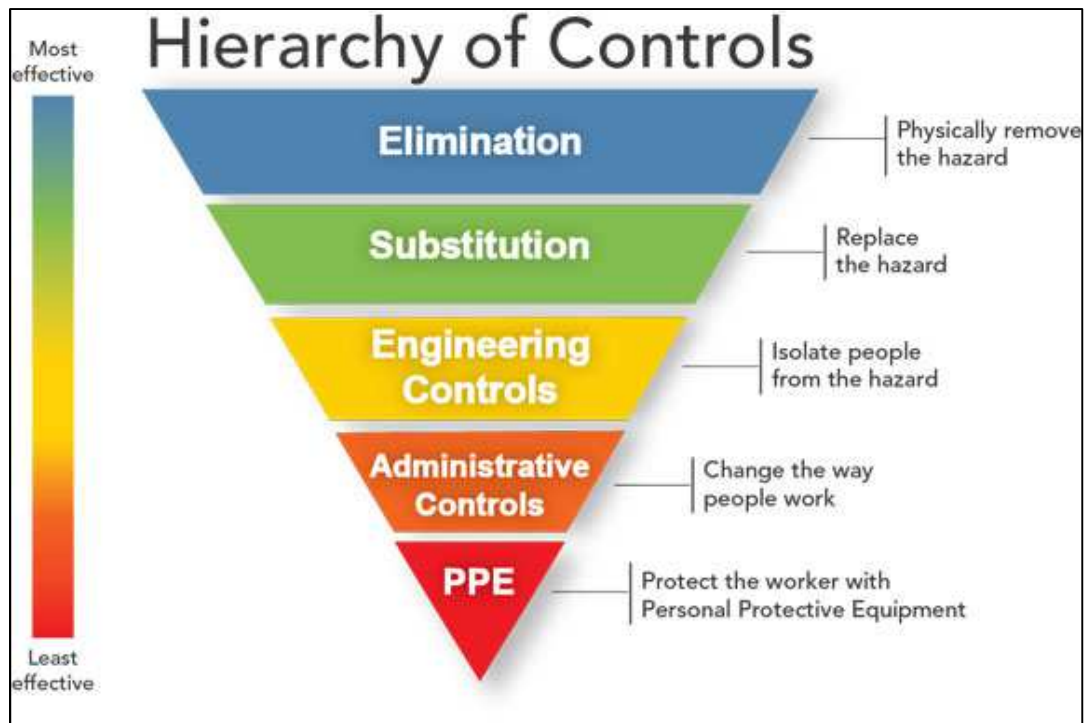 Hierarchy of Controls
Most
effective
Elimination
Physically remove
the hazard
Substitution
Replace
the hazard
Engineering
Controls
Isolate people
from the hazard
Administrative
Controls
Change the way
people work
PPE
Protect the worker with
Personal Protective Equipment
Least
effective